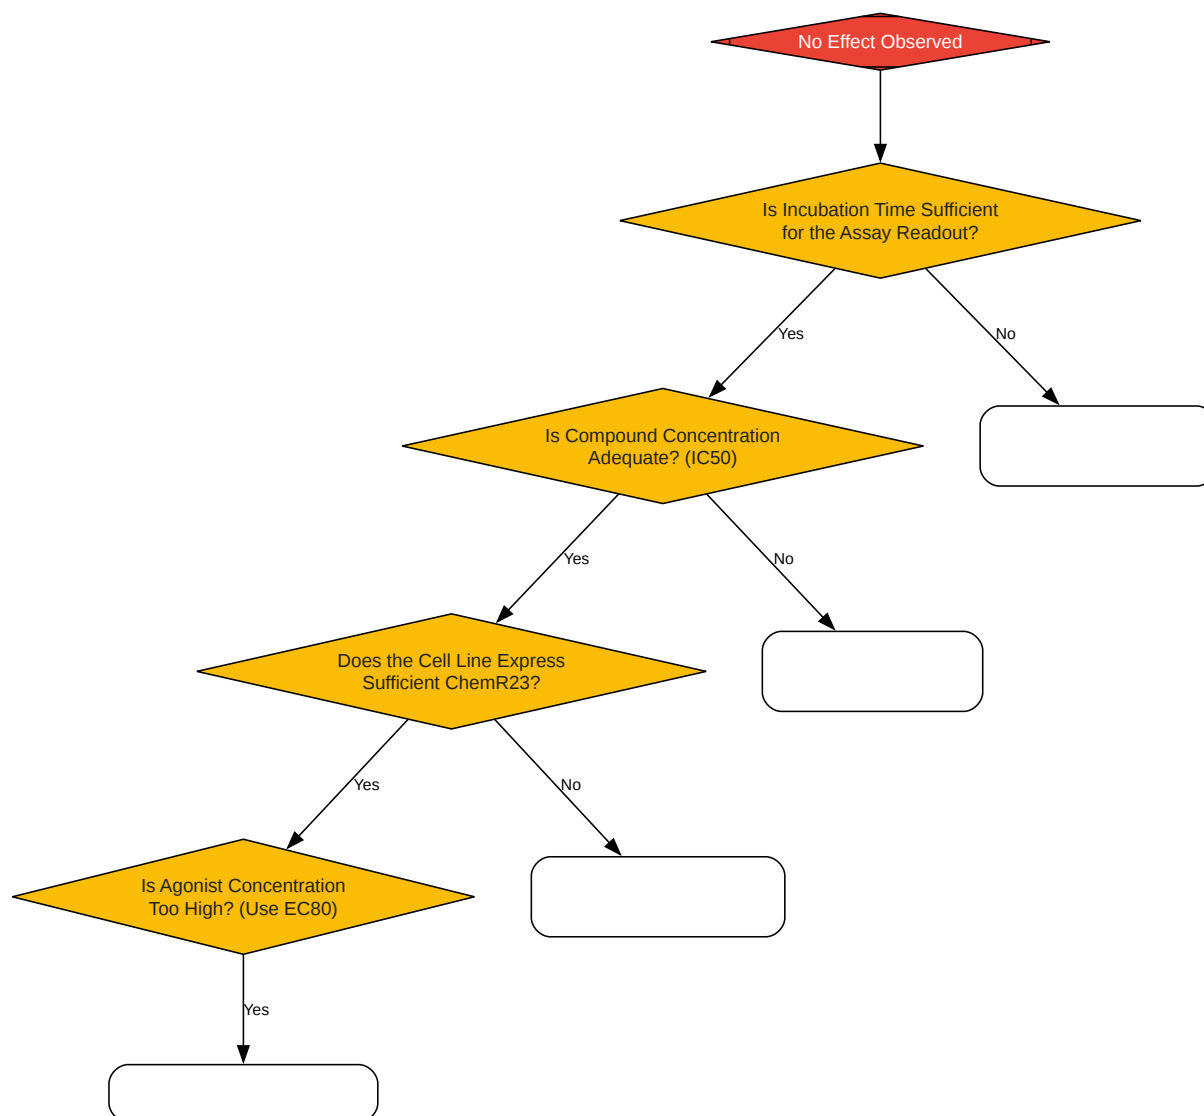 No Effect Observed
Is Incubation Time Sufficient
for the Assay Readout?
Yes
No
Is Compound Concentration
Adequate? (IC50)
Yes
No
Does the Cell Line Express
Sufficient ChemR23?
Yes
No
Is Agonist Concentration
Too High? (Use EC80)
Yes